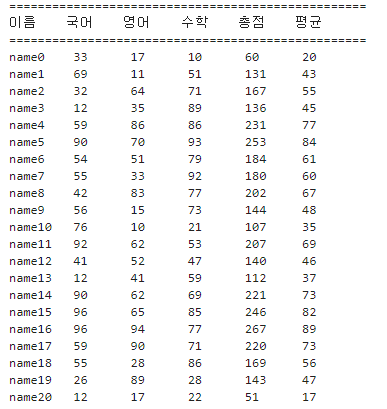 ==================================================
이름 국어 영어 수학 총점 평균
==================================================
name0 33 17 10 60 20
name1 69 11 51 131 43
name2 32 64 71 167 55
name3 12 35 89 136 45
name4 59 86 86 231 77
name5 90 70 93 253 84
name6 54 51 79 184 61
name7 55 33 92 180 60
name8 42 83 77 202 67
name9 56 15 73 144 48
name10 76 10 21 107 35
name11 92 62 53 207 69
name12 41 52 47 140 46
name13 12 41 59 112 37
name14 90 62 69 221 73
name15 96 65 85 246 82
name16 96 94 77 267 89
name17 59 90 71 220 73
name18 55 28 86 169 56
name19 26 89 28 143 47
name20 12 17 22 51 17